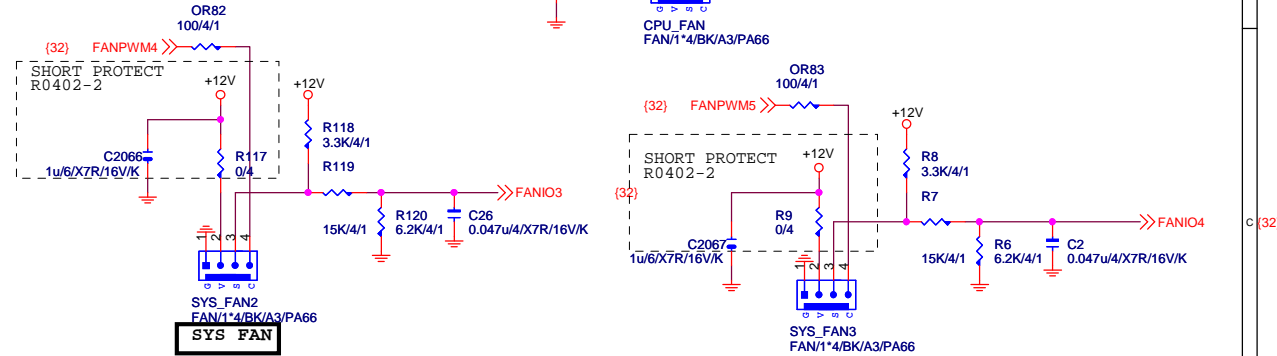 OR82
100/4/1
{32} FANPWM4
SHORT PROTECT
R0402-2
+12V
+12V
C2066
1u/6/X7R/16V/K
R117
0/4
R118
3.3K/4/1
R119
15K/4/1
R120
6.2K/4/1
C26
0.047u/4/X7R/16V/K
FANIO3
1
2
3
4
G
V
S
C
SYS_FAN2
FAN/1*4/BK/A3/PA66
SYS FAN
G
V
S
C
CPU_FAN
FAN/1*4/BK/A3/PA66
OR83
100/4/1
{32} FANPWM5
SHORT PROTECT
R0402-2
{32}
+12V
+12V
C2067
1u/6/X7R/16V/K
R9
0/4
R8
3.3K/4/1
R7
15K/4/1
R6
6.2K/4/1
C2
0.047u/4/X7R/16V/K
FANIO4
1
2
3
4
G
V
S
C
SYS_FAN3
FAN/1*4/BK/A3/PA66
C
{32